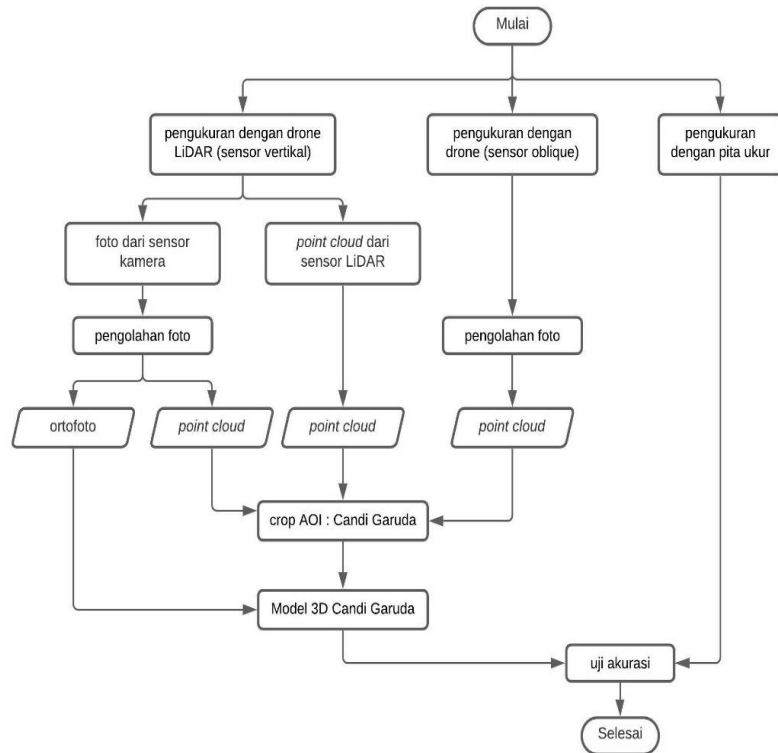 Mulai
pengukuran dengan drone
LiDAR (sensor vertikal)
pengukuran dengan
drone (sensor oblique)
pengukuran
dengan pita ukur
foto dari sensor
kamera
point cloud dari
sensor LiDAR
pengolahan foto
pengolahan foto
ortofoto
point cloud
point cloud
point cloud
crop AOI : Candi Garuda
Model 3D Candi Garuda
uji akurasi
Selesai